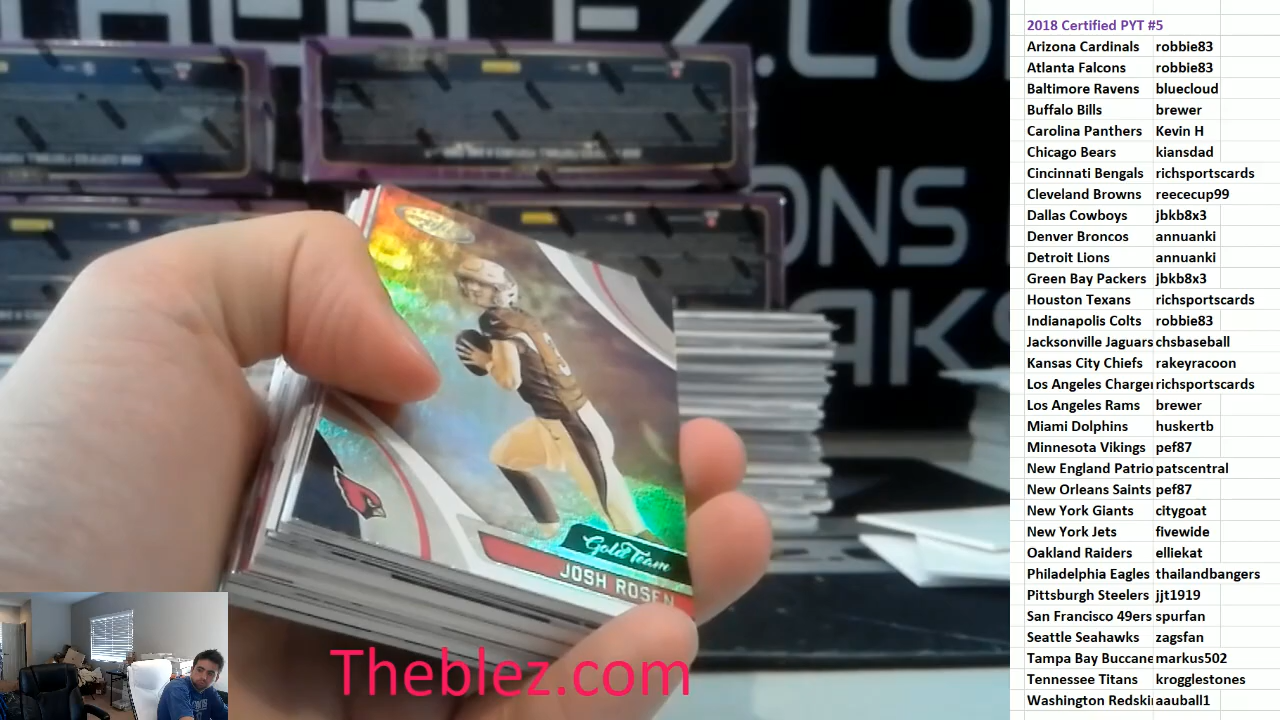 THEBLEZ.CO
ONS
AKS
Gold Team
JOSH ROSEN
Theblez.com
2018 Certified PYT #5
Arizona Cardinals robbie83
Atlanta Falcons robbie83
Baltimore Ravens bluecloud
Buffalo Bills brewer
Carolina Panthers Kevin H
Chicago Bears kiansdad
Cincinnati Bengals richsportscards
Cleveland Browns reececup99
Dallas Cowboys jbkb8x3
Denver Broncos annuanki
Detroit Lions annuanki
Green Bay Packers jbkb8x3
Houston Texans richsportscards
Indianapolis Colts robbie83
Jacksonville Jaguars chsbaseball
Kansas City Chiefs rakeyracoon
Los Angeles Charger richsportscards
Los Angeles Rams brewer
Miami Dolphins huskertb
Minnesota Vikings pef87
New England Patrio patscentral
New Orleans Saints pef87
New York Giants citygoat
New York Jets fivewide
Oakland Raiders elliekat
Philadelphia Eagles thailandbangers
Pittsburgh Steelers jjt1919
San Francisco 49ers spurfan
Seattle Seahawks zagsfan
Tampa Bay Buccane markus502
Tennessee Titans krogglestones
Washington Redski aauball1